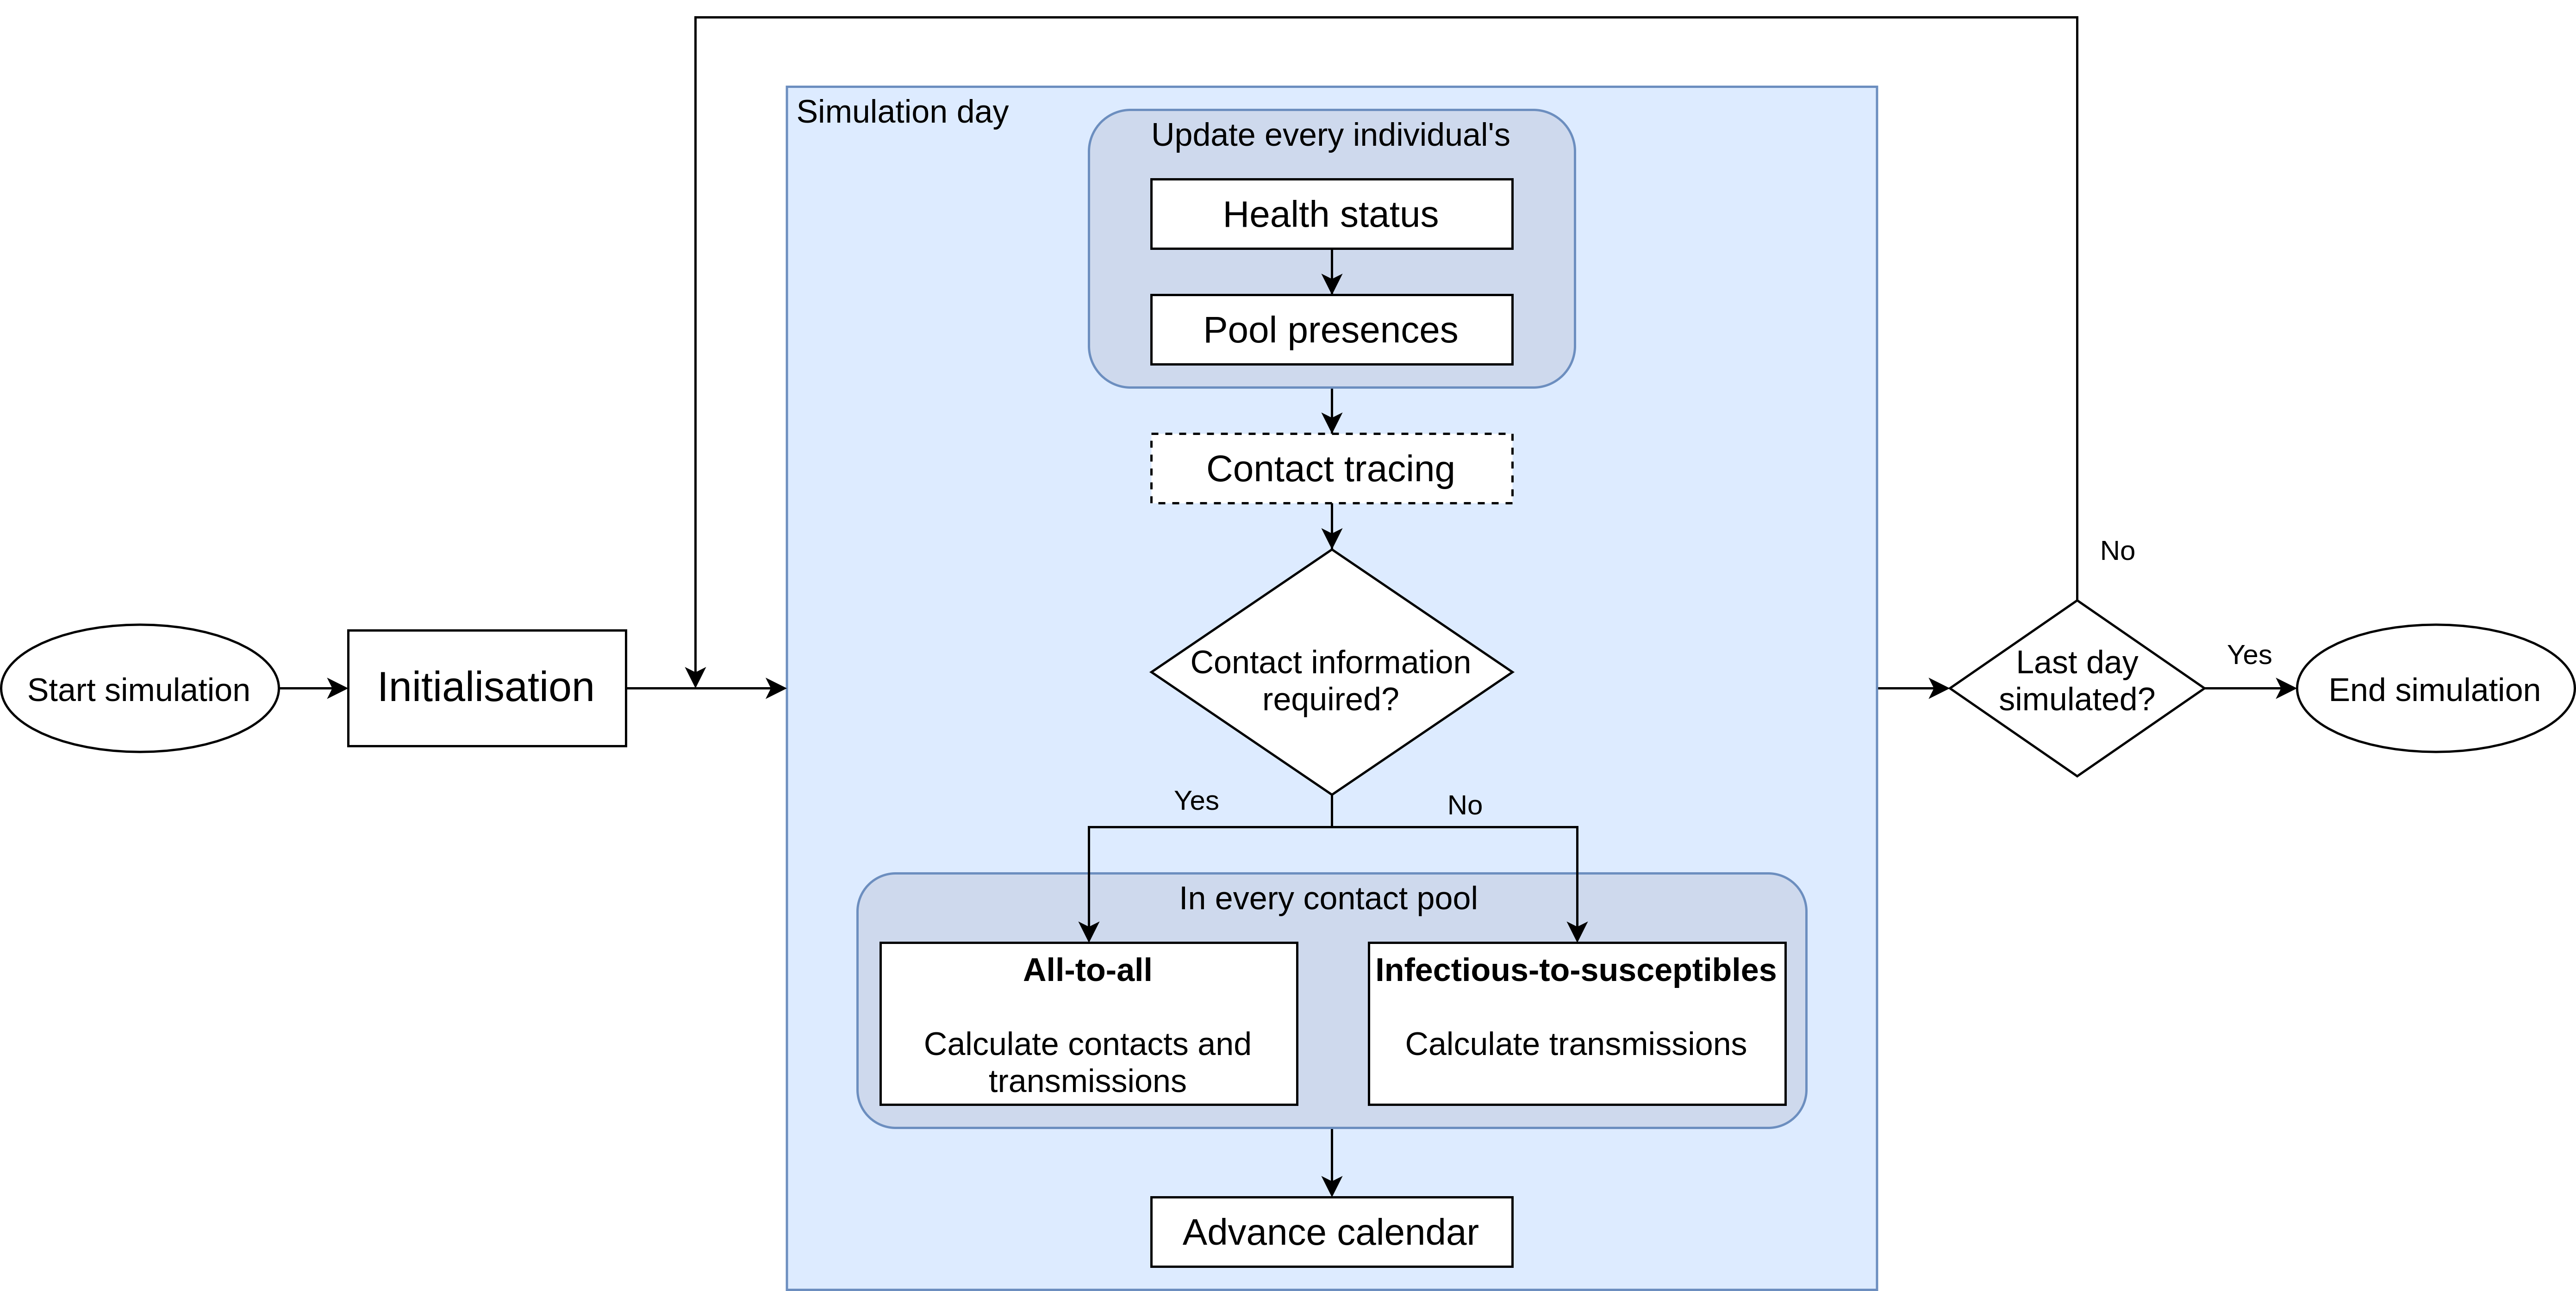 Simulation day
Update every individual's
Health status
Pool presences
Contact tracing
No
Start simulation
Initialisation
Contact information
required?
Last day
simulated?
Yes
End simulation
Yes
No
In every contact pool
All-to-all
Calculate contacts and
transmissions
Infectious-to-susceptibles
Calculate transmissions
Advance calendar